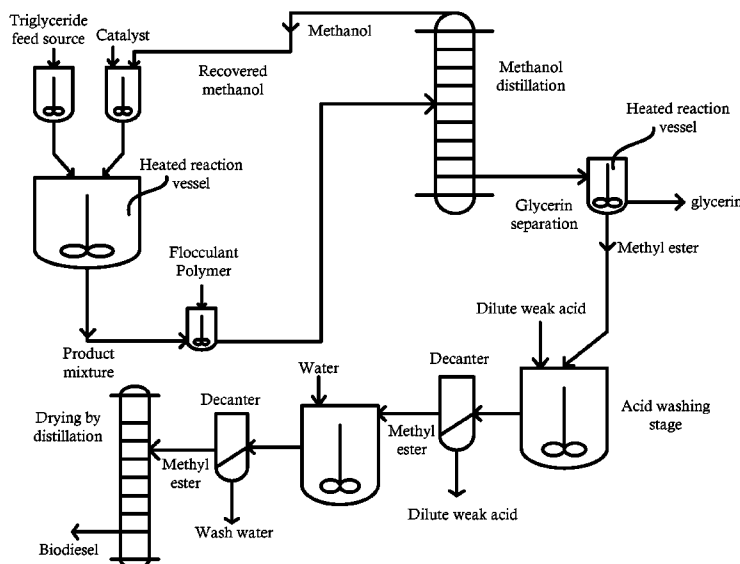 Triglyceride
feed source
Catalyst
Methanol
Recovered
methanol
Methanol
distillation
Heated reaction
vessel
Heated reaction
vessel
Glycerin
separation
glycerin
Methyl ester
Flocculant
Polymer
Product
mixture
Dilute weak acid
Acid washing
stage
Decanter
Methyl
ester
Dilute weak acid
Water
Decanter
Methyl
ester
Wash water
Drying by
distillation
Biodiesel